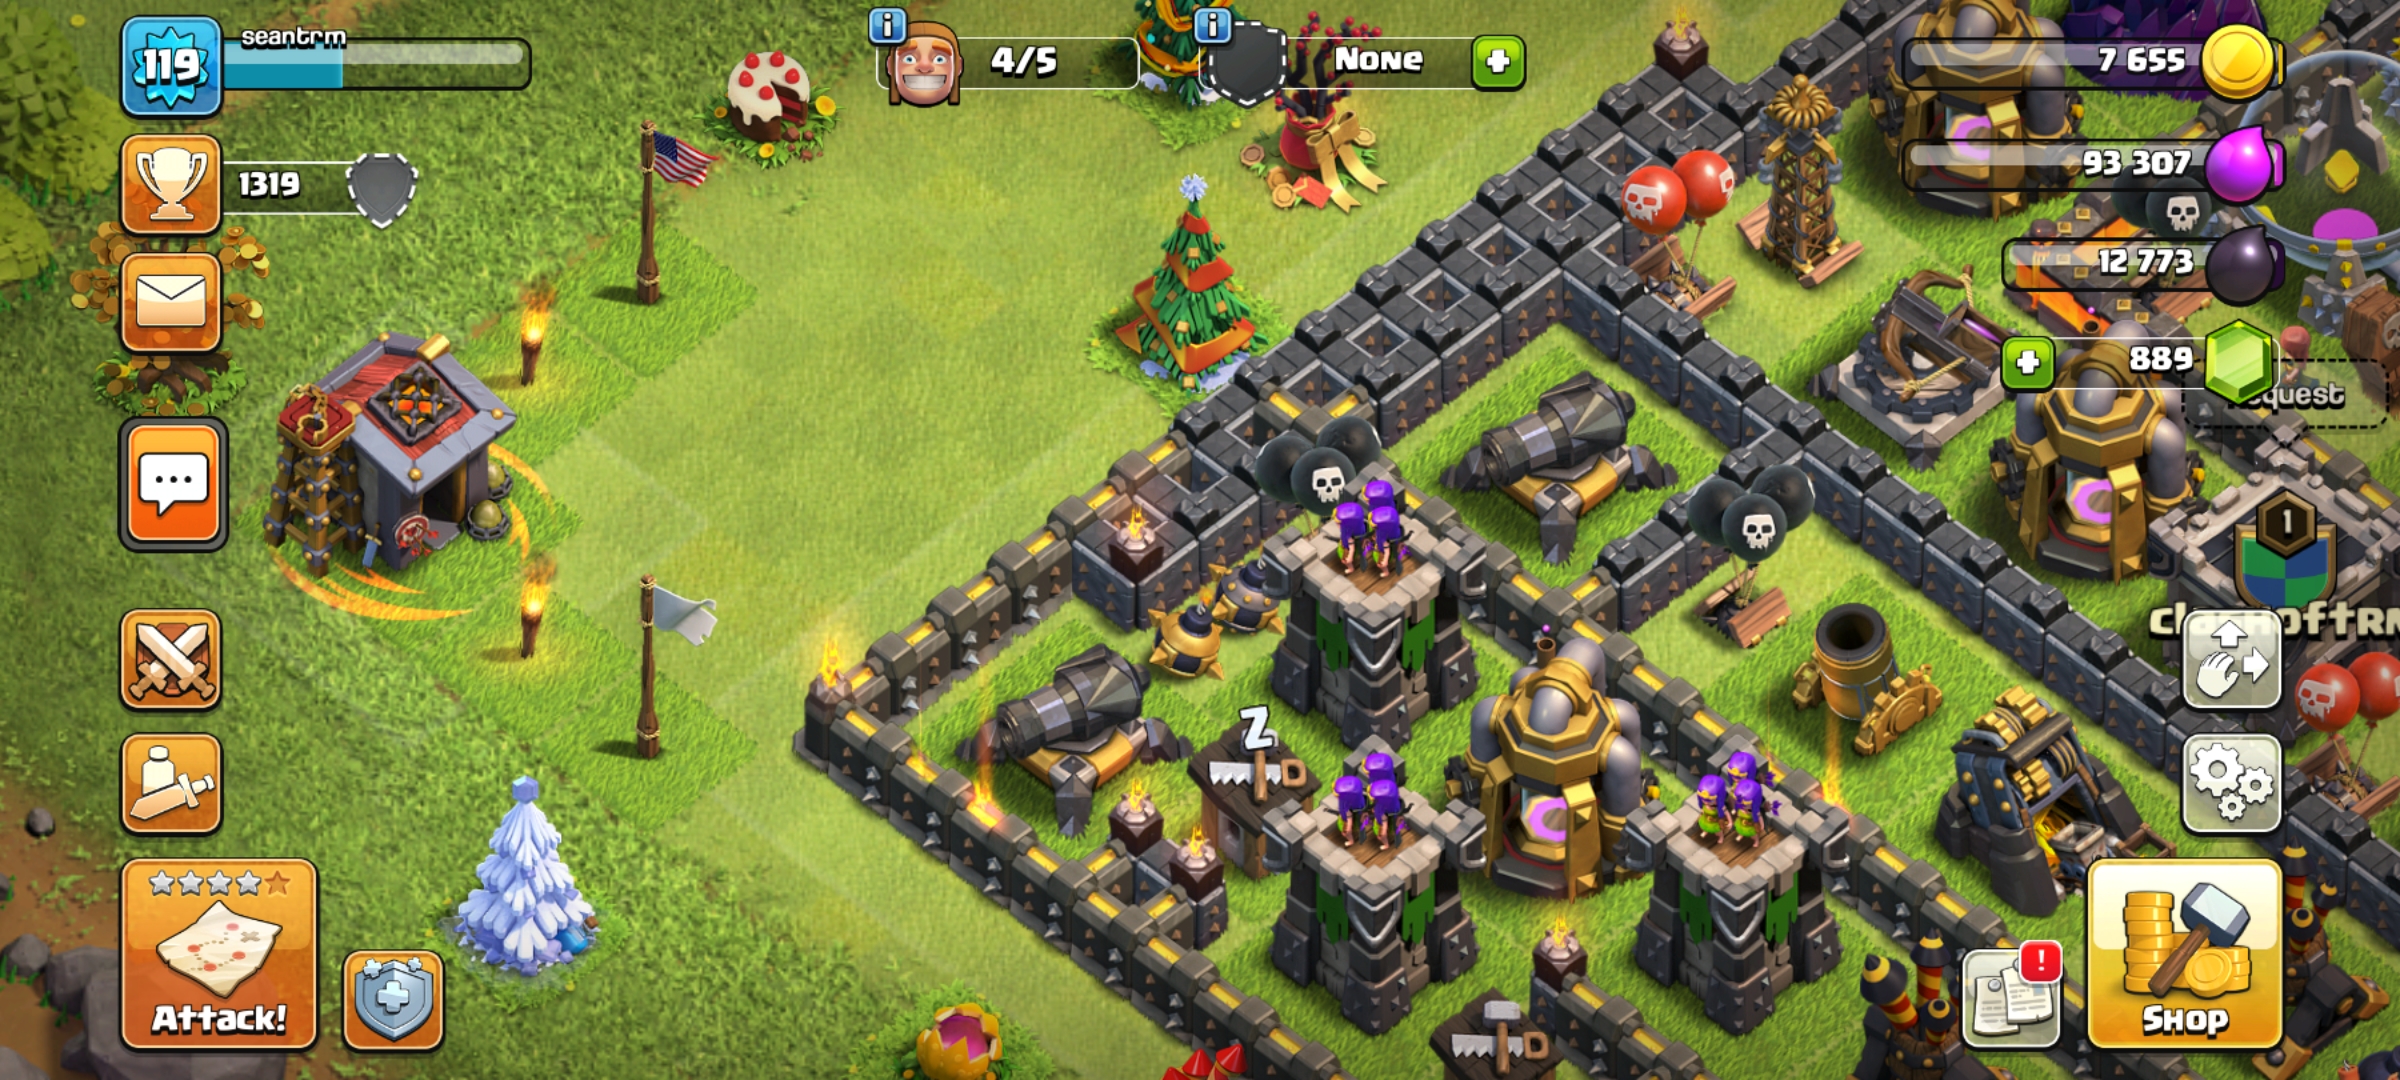 119
seantrm
i
4/5
i
None
7 655
1319
93 307
12 773
889
1
Z
Attack!
!
Shop